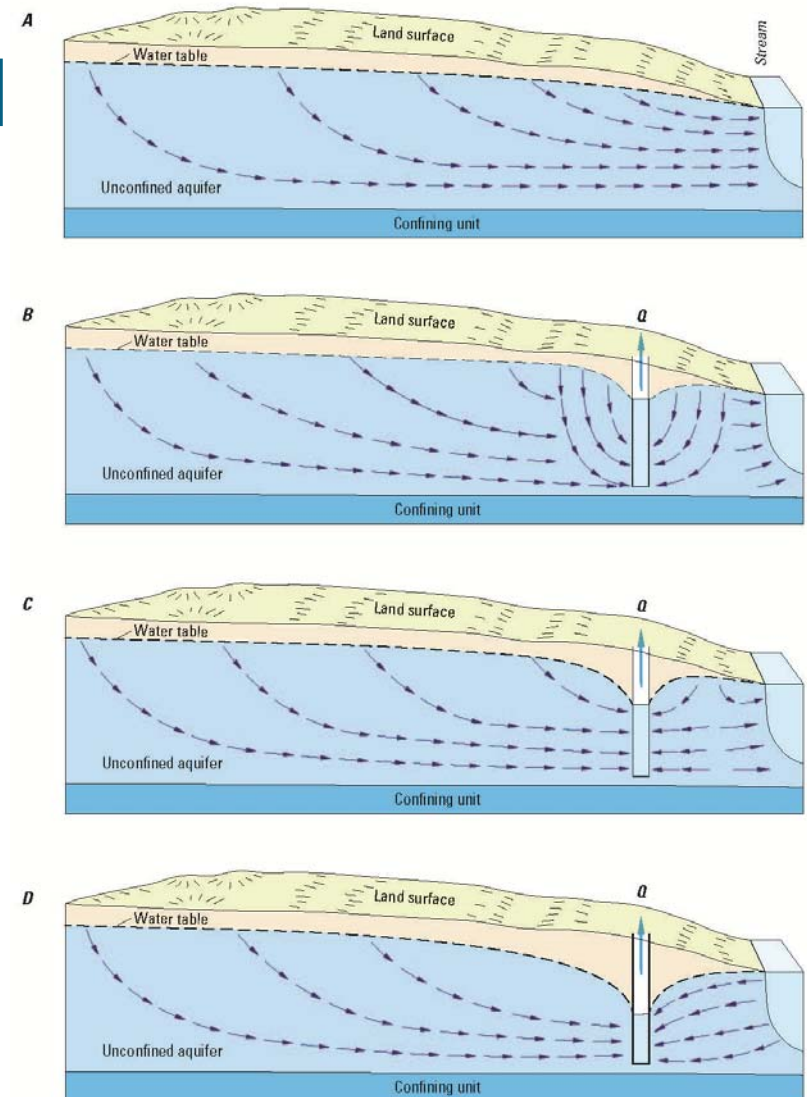 A
Land surface
Stream
Water table
Unconfined aquifer
Confining unit
B
Q
Land surface
Water table
Unconfined aquifer
Confining unit
C
Q
Land surface
Water table
Unconfined aquifer
Confining unit
D
Q
Land surface
Water table
Unconfined aquifer
Confining unit